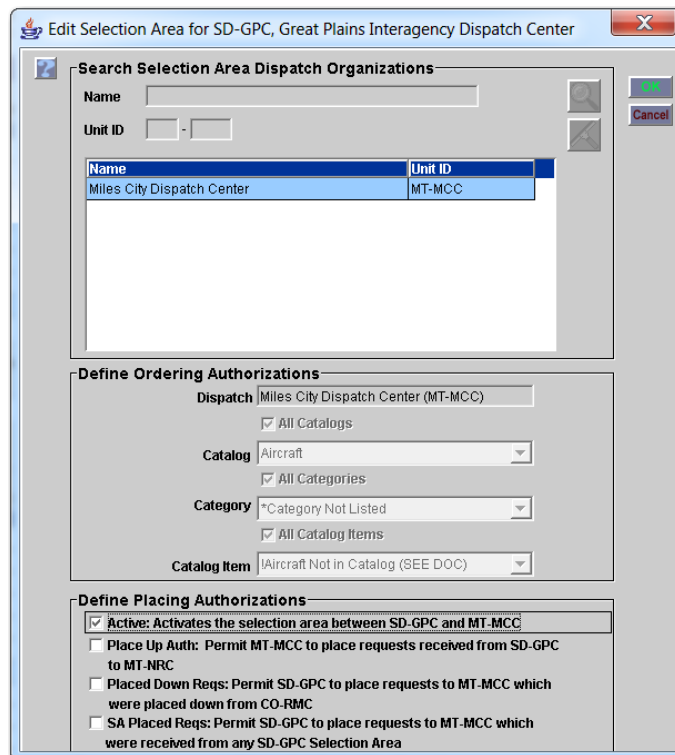 Edit Selection Area for SD-GPC, Great Plains Interagency Dispatch Center
X
?
Search Selection Area Dispatch Organizations
OK
Name
Cancel
Unit ID -
Name Unit ID
Miles City Dispatch Center MT-MCC
Define Ordering Authorizations
Dispatch Miles City Dispatch Center (MT-MCC)
All Catalogs
Catalog Aircraft
All Categories
Category *Category Not Listed
All Catalog Items
Catalog Item !Aircraft Not in Catalog (SEE DOC)
Define Placing Authorizations
Active: Activates the selection area between SD-GPC and MT-MCC
Place Up Auth: Permit MT-MCC to place requests received from SD-GPC
to MT-NRC
Placed Down Reqs: Permit SD-GPC to place requests to MT-MCC which
were placed down from CO-RMC
SA Placed Reqs: Permit SD-GPC to place requests to MT-MCC which
were received from any SD-GPC Selection Area